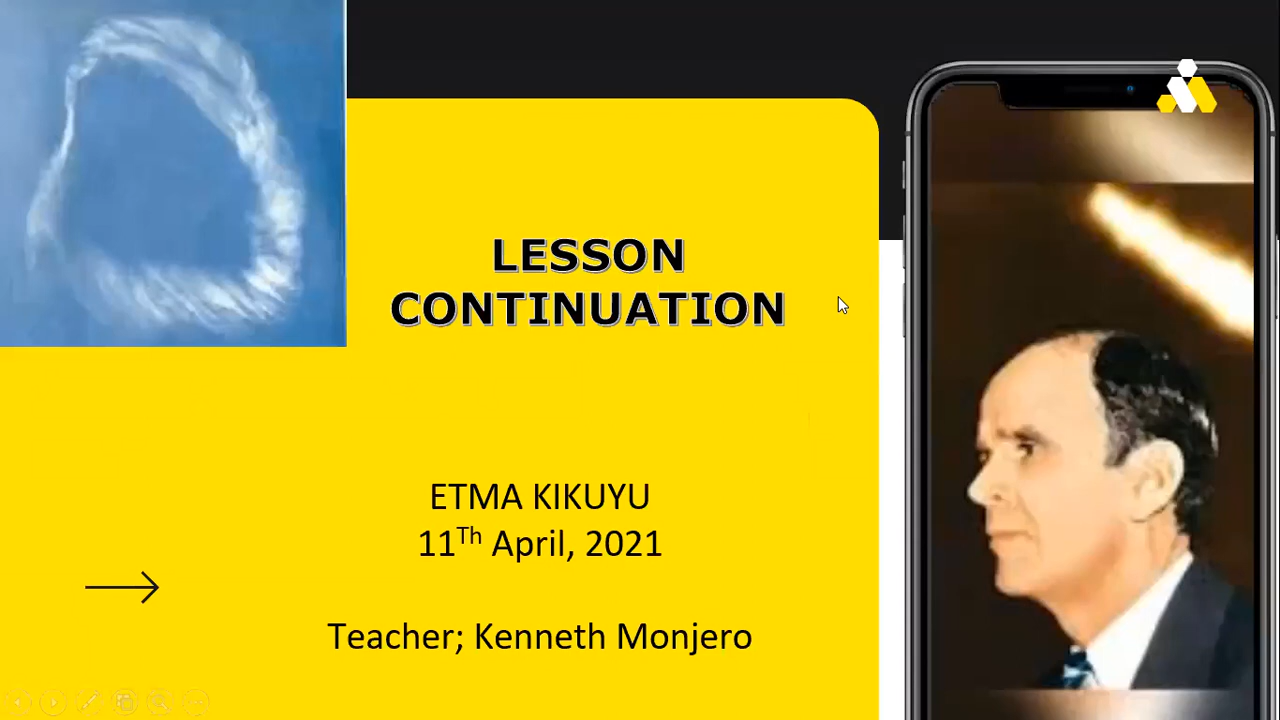 LESSON
CONTINUATION
ETMA KIKUYU
11Th April, 2021
Teacher; Kenneth Monjero